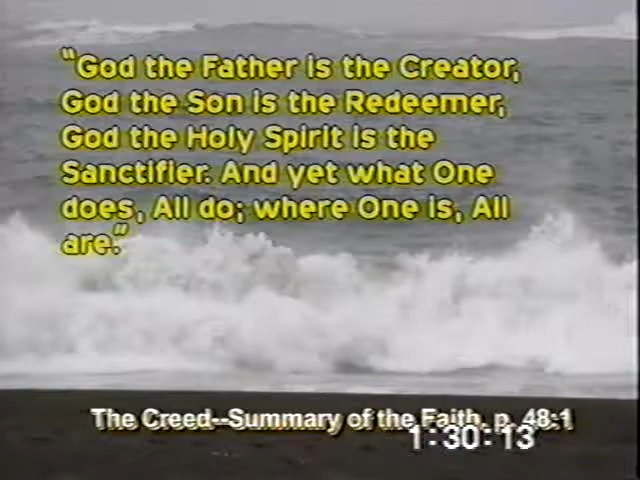 "God the Father is the Creator,
God the Son is the Redeemer,
God the Holy Spirit is the
Sanctifier. And yet what One
does, All do; where One is, All
are."
The Creed--Summary of the Faith, p. 48:1
1:30:13